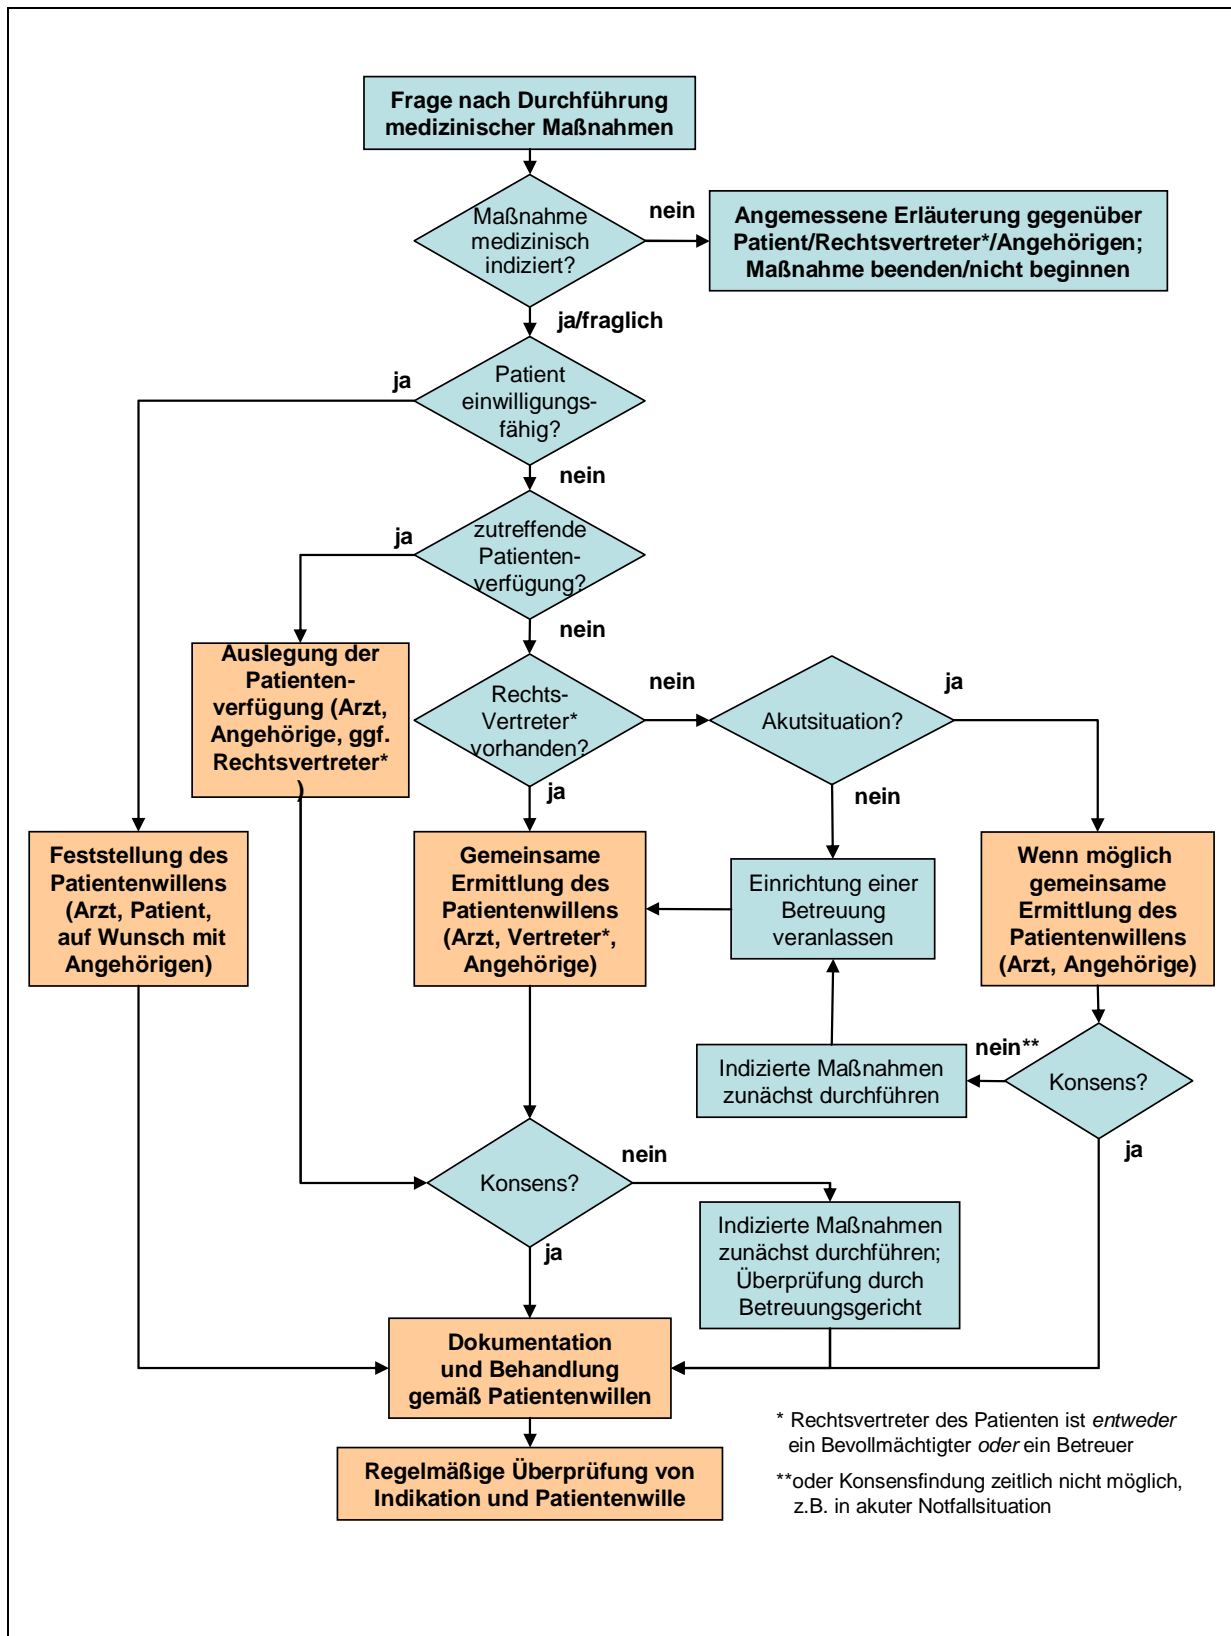 Frage nach Durchführung
medizinischer Maßnahmen
Maßnahme
medizinisch
indiziert?
nein
Angemessene Erläuterung gegenüber
Patient/Rechtsvertreter*/Angehörigen;
Maßnahme beenden/nicht beginnen
ja/fraglich
Patient
einwilligungs-
fähig?
ja
nein
zutreffende
Patienten-
verfügung?
ja
nein
Auslegung der
Patienten-
verfügung (Arzt,
Angehörige, ggf.
Rechtsvertreter*
)
Rechts-
Vertreter*
vorhanden?
nein
Akutsituation?
ja
ja
nein
Feststellung des
Patientenwillens
(Arzt, Patient,
auf Wunsch mit
Angehörigen)
Gemeinsame
Ermittlung des
Patientenwillens
(Arzt, Vertreter*,
Angehörige)
Einrichtung einer
Betreuung
veranlassen
Wenn möglich
gemeinsame
Ermittlung des
Patientenwillens
(Arzt, Angehörige)
Indizierte Maßnahmen
zunächst durchführen
nein**
Konsens?
ja
Konsens?
nein
ja
Indizierte Maßnahmen
zunächst durchführen;
Überprüfung durch
Betreuungsgericht
Dokumentation
und Behandlung
gemäß Patientenwillen
Regelmäßige Überprüfung von
Indikation und Patientenwille
* Rechtsvertreter des Patienten ist entweder
ein Bevollmächtigter oder ein Betreuer
**oder Konsensfindung zeitlich nicht möglich,
z.B. in akuter Notfallsituation